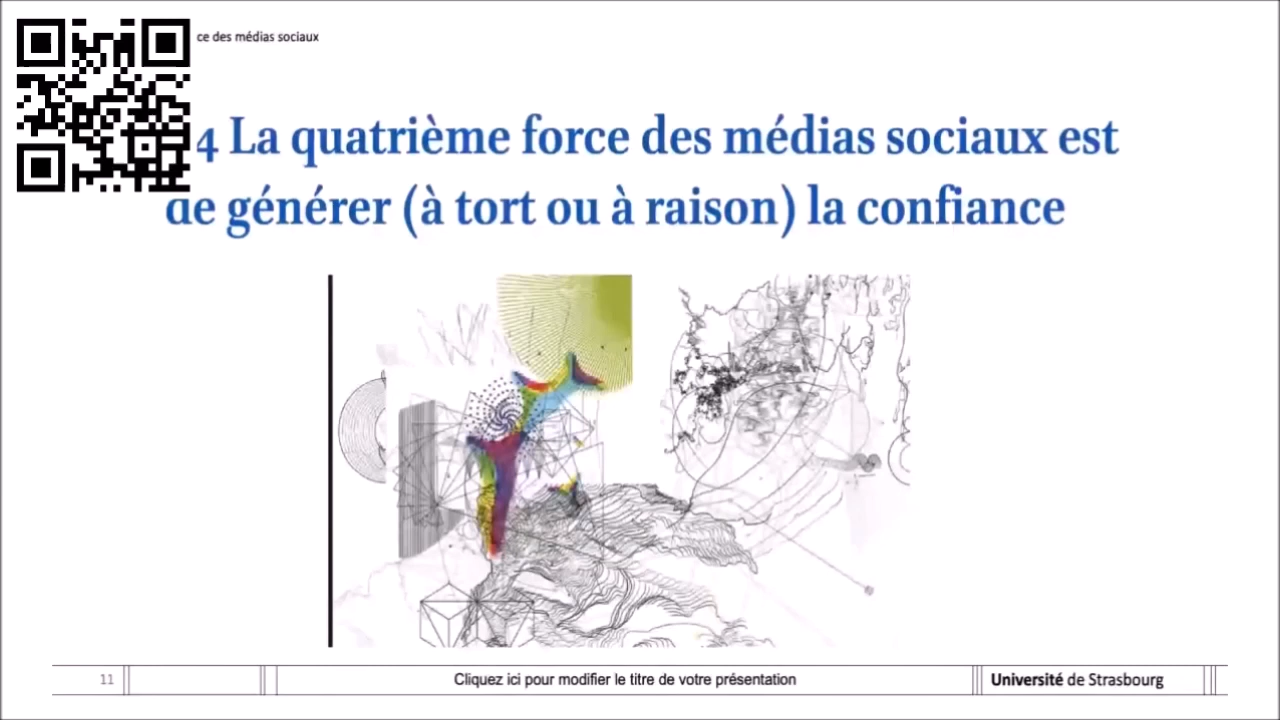 ce des médias sociaux
4 La quatrième force des médias sociaux est
de générer (à tort ou à raison) la confiance
11
Cliquez ici pour modifier le titre de votre présentation
Université de Strasbourg